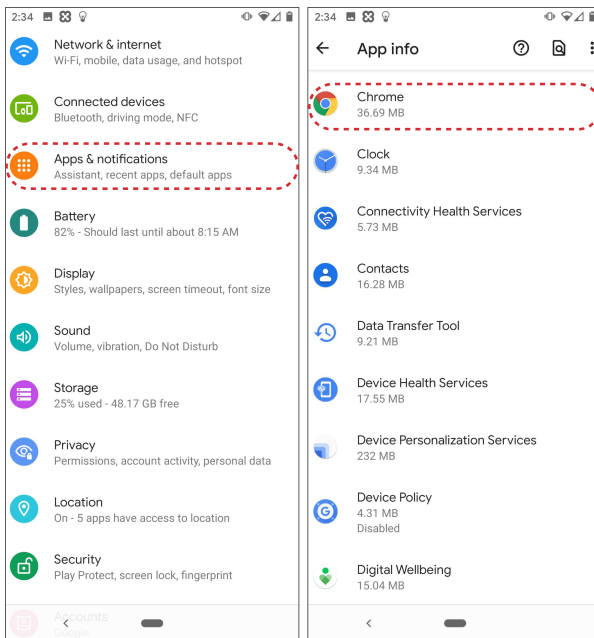 2:34
Network & internet
Wi-Fi, mobile, data usage, and hotspot
Connected devices
Bluetooth, driving mode, NFC
Apps & notifications
Assistant, recent apps, default apps
Battery
82% - Should last until about 8:15 AM
Display
Styles, wallpapers, screen timeout, font size
Sound
Volume, vibration, Do Not Disturb
Storage
25% used - 48.17 GB free
Privacy
Permissions, account activity, personal data
Location
On - 5 apps have access to location
Security
Play Protect, screen lock, fingerprint
Accounts
Google
2:34
App info
Chrome
36.69 MB
Clock
9.34 MB
Connectivity Health Services
5.73 MB
Contacts
16.28 MB
Data Transfer Tool
9.21 MB
Device Health Services
17.55 MB
Device Personalization Services
232 MB
Device Policy
4.31 MB
Disabled
Digital Wellbeing
15.04 MB